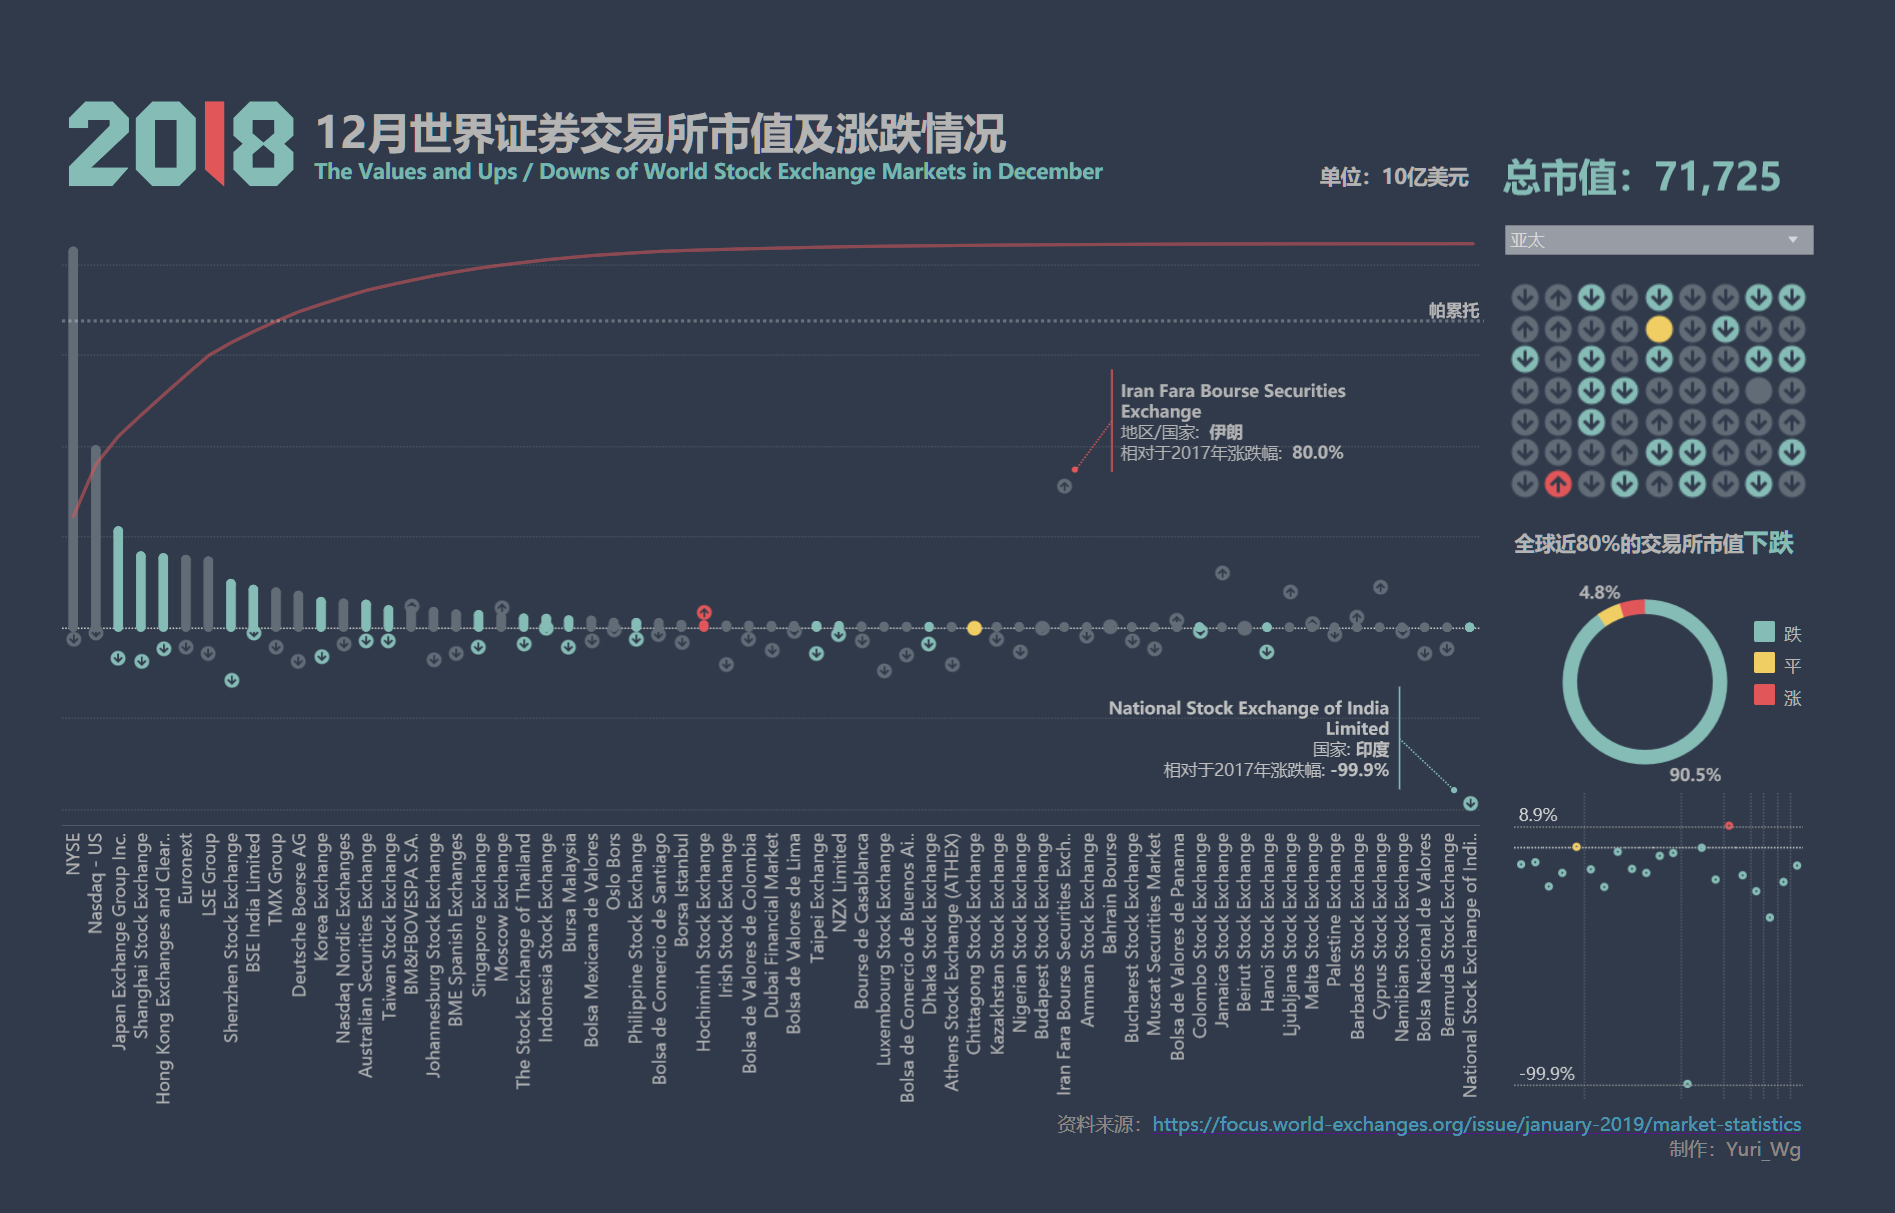 2018
12月世界证券交易所市值及涨跌情况
The Values and Ups / Downs of World Stock Exchange Markets in December
单位：10亿美元
总市值：71,725
亚太
帕累托
Iran Fara Bourse Securities
Exchange
地区/国家: 伊朗
相对于2017年涨跌幅: 80.0%
National Stock Exchange of India
Limited
国家: 印度
相对于2017年涨跌幅: -99.9%
全球近80%的交易所市值下跌
4.8%
90.5%
跌
平
涨
8.9%
-99.9%
NYSE
Nasdaq - US
Japan Exchange Group Inc.
Shanghai Stock Exchange
Hong Kong Exchanges and Clear..
Euronext
LSE Group
Shenzhen Stock Exchange
BSE India Limited
TMX Group
Deutsche Boerse AG
Korea Exchange
Nasdaq Nordic Exchanges
Australian Securities Exchange
Taiwan Stock Exchange
BM&FBOVESPA S.A.
Johannesburg Stock Exchange
BME Spanish Exchanges
Singapore Exchange
Moscow Exchange
The Stock Exchange of Thailand
Indonesia Stock Exchange
Bursa Malaysia
Bolsa Mexicana de Valores
Oslo Bors
Philippine Stock Exchange
Bolsa de Comercio de Santiago
Borsa Istanbul
Hochiminh Stock Exchange
Irish Stock Exchange
Bolsa de Valores de Colombia
Dubai Financial Market
Bolsa de Valores de Lima
Taipei Exchange
NZX Limited
Bourse de Casablanca
Luxembourg Stock Exchange
Bolsa de Comercio de Buenos Ai..
Dhaka Stock Exchange
Athens Stock Exchange (ATHEX)
Chittagong Stock Exchange
Kazakhstan Stock Exchange
Nigerian Stock Exchange
Budapest Stock Exchange
Iran Fara Bourse Securities Exch..
Amman Stock Exchange
Bahrain Bourse
Bucharest Stock Exchange
Muscat Securities Market
Bolsa de Valores de Panama
Colombo Stock Exchange
Jamaica Stock Exchange
Beirut Stock Exchange
Hanoi Stock Exchange
Ljubljana Stock Exchange
Malta Stock Exchange
Palestine Exchange
Barbados Stock Exchange
Cyprus Stock Exchange
Namibian Stock Exchange
Bolsa Nacional de Valores
Bermuda Stock Exchange
National Stock Exchange of Indi..
资料来源：https://focus.world-exchanges.org/issue/january-2019/market-statistics
制作：Yuri_Wg